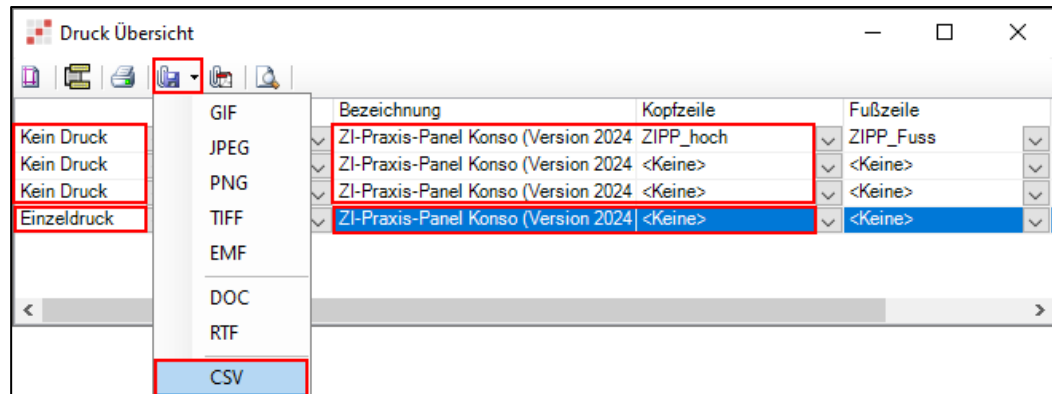 Druck Übersicht
Bezeichnung Kopfzeile Fußzeile
Kein Druck ZI-Praxis-Panel Konso (Version 2024 ZIPP_hoch ZIPP_Fuss
Kein Druck ZI-Praxis-Panel Konso (Version 2024 <Keine> <Keine>
Kein Druck ZI-Praxis-Panel Konso (Version 2024 <Keine> <Keine>
Einzeldruck ZI-Praxis-Panel Konso (Version 2024 <Keine> <Keine>
GIF
JPEG
PNG
TIFF
EMF
DOC
RTF
CSV